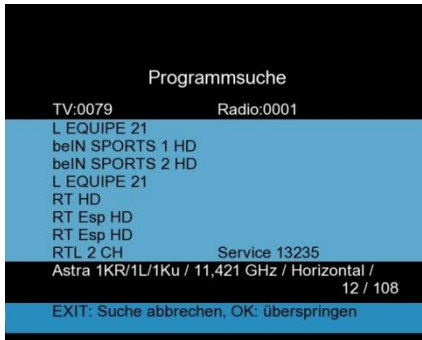 Programmsuche
TV:0079 Radio:0001
L EQUIPE 21
beIN SPORTS 1 HD
beIN SPORTS 2 HD
L EQUIPE 21
RT HD
RT Esp HD
RT Esp HD
RTL 2 CH Service 13235
Astra 1KR/1L/1Ku / 11,421 GHz / Horizontal /
12 / 108
EXIT: Suche abbrechen, OK: überspringen